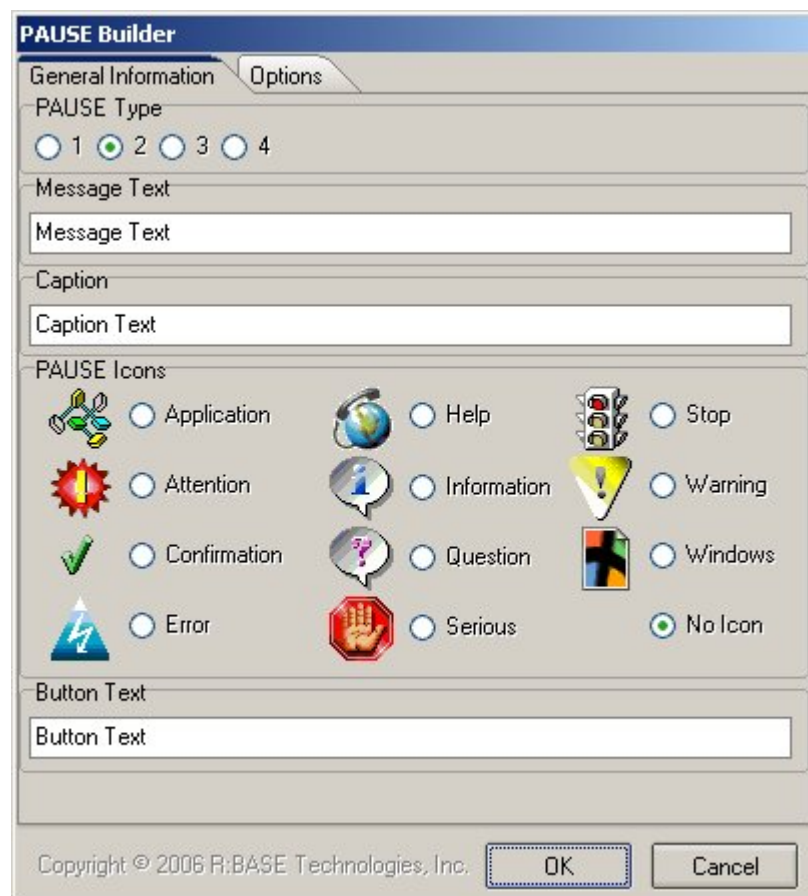 PAUSE Builder
General Information Options
PAUSE Type
1 2 3 4
Message Text
Message Text
Caption
Caption Text
PAUSE Icons
Application Help Stop
Attention Information Warning
Confirmation Question Windows
Error Serious No Icon
Button Text
Button Text
Copyright © 2006 R:BASE Technologies, Inc. OK Cancel